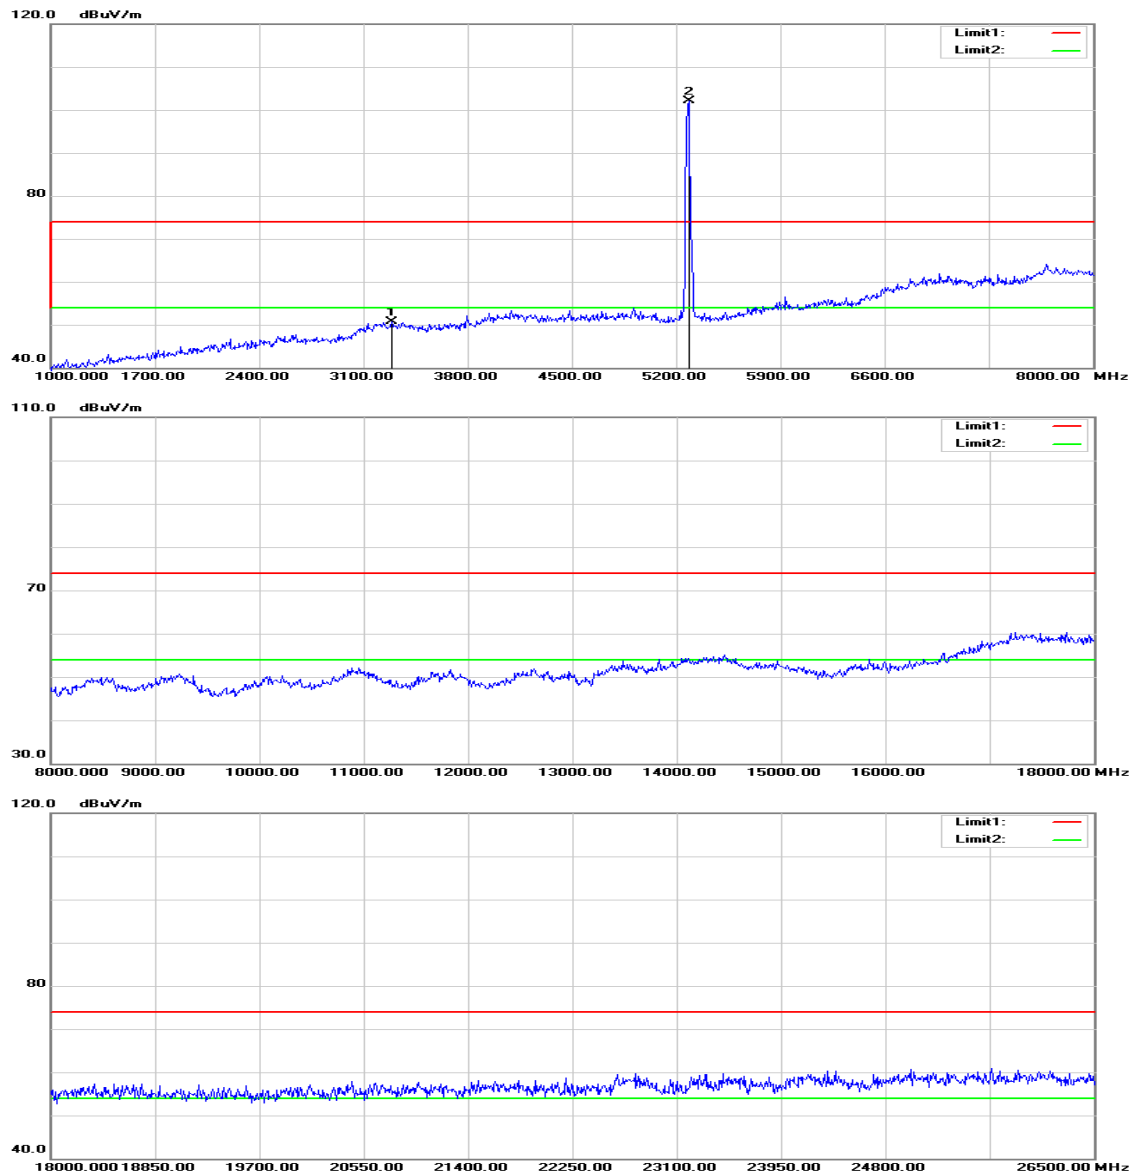 120.0 dBuV/m
Limit1:
Limit2:
2
80
1
40.0
1000.000 1700.00 2400.00 3100.00 3800.00 4500.00 5200.00 5900.00 6600.00 8000.00 MHz
110.0 dBuV/m
Limit1:
Limit2:
70
30.0
8000.000 9000.00 10000.00 11000.00 12000.00 13000.00 14000.00 15000.00 16000.00 18000.00 MHz
120.0 dBuV/m
Limit1:
Limit2:
80
40.0
18000.000 18850.00 19700.00 20550.00 21400.00 22250.00 23100.00 23950.00 24800.00 26500.00 MHz